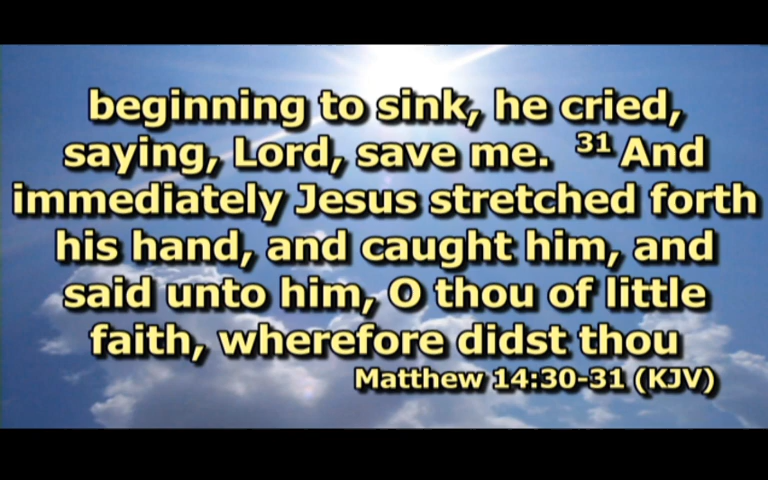 beginning to sink, he cried,
saying, Lord, save me. 31 And
immediately Jesus stretched forth
his hand, and caught him, and
said unto him, O thou of little
faith, wherefore didst thou
Matthew 14:30-31 (KJV)